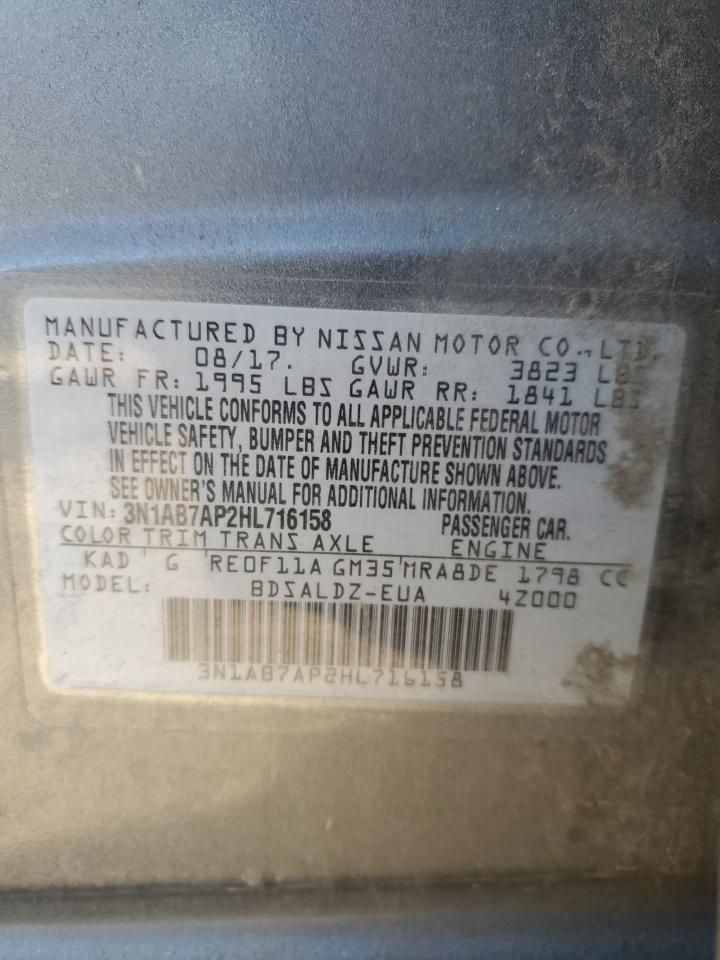 MANUFACTURED BY NISSAN MOTOR CO., LTD.
DATE: 08/17. GVWR: 3823 LBS
GAWR FR: 1995 LBS GAWR RR: 1841 LBS
THIS VEHICLE CONFORMS TO ALL APPLICABLE FEDERAL MOTOR
VEHICLE SAFETY, BUMPER AND THEFT PREVENTION STANDARDS
IN EFFECT ON THE DATE OF MANUFACTURE SHOWN ABOVE.
SEE OWNER'S MANUAL FOR ADDITIONAL INFORMATION.
VIN: 3N1AB7AP2HL716158 PASSENGER CAR.
COLOR TRIM TRANS AXLE ENGINE
KAD G RE0F11A GM35 MRA8DE 1798 CC
MODEL: BDSALDZ-EUA 4Z000
3N1AB7AP2HL716158